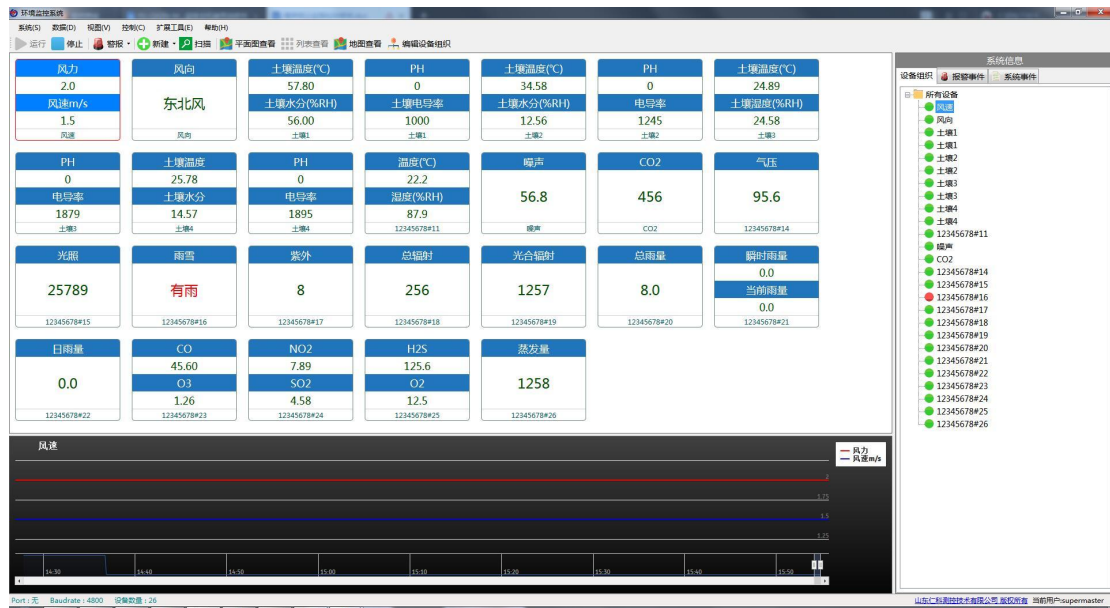 环境监控系统
系统(S) 数据(D) 视图(V) 控制(C) 扩展工具(E) 帮助(H)
运行 停止 警报 新建 扫描 平面图查看 列表查看 地图查看 编辑设备组织
风力 风向 土壤温度(℃) PH 土壤温度(℃) PH 土壤温度(℃)
2.0 57.80 0 34.58 0 24.89
风速m/s 东北风 土壤水分(%RH) 土壤电导率 土壤水分(%RH) 电导率 土壤湿度(%RH)
1.5 56.00 1000 12.56 1245 24.58
风速 风向 土壤1 土壤1 土壤2 土壤2 土壤3
PH 土壤温度 PH 温度(℃) 噪声 CO2 气压
0 25.78 0 22.2
电导率 土壤水分 电导率 湿度(%RH) 56.8 456 95.6
1879 14.57 1895 87.9
土壤3 土壤4 土壤4 12345678#11 噪声 CO2 12345678#14
光照 雨雪 紫外 总辐射 光合辐射 总雨量 瞬时雨量
0.0
25789 有雨 8 256 1257 8.0 当前雨量
0.0
12345678#15 12345678#16 12345678#17 12345678#18 12345678#19 12345678#20 12345678#21
日雨量 CO NO2 H2S 蒸发量
45.60 7.89 125.6
0.0 O3 SO2 O2 1258
1.26 4.58 12.5
12345678#22 12345678#23 12345678#24 12345678#25 12345678#26
风速
风力
风速m/s
2
1.75
1.5
1.25
14:30 14:40 14:50 15:00 15:10 15:20 15:30 15:40 15:50
系统信息
设备组织 报警事件 系统事件
所有设备
风速
风向
土壤1
土壤1
土壤2
土壤2
土壤3
土壤3
土壤4
土壤4
12345678#11
噪声
CO2
12345678#14
12345678#15
12345678#16
12345678#17
12345678#18
12345678#19
12345678#20
12345678#21
12345678#22
12345678#23
12345678#24
12345678#25
12345678#26
Port : 无 Baudrate : 4800 设备数量 : 26 山东仁科测控技术有限公司 版权所有 当前用户:supermaster